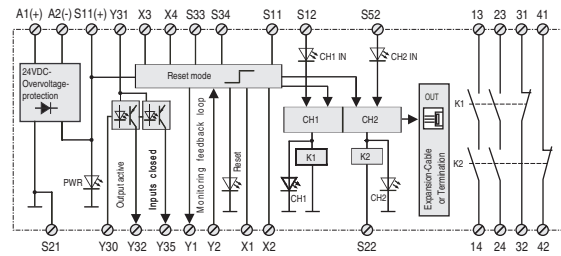 A1(+) A2(-) S11(+) Y31 X3 X4 S33 S34 S11 S12 S52 13 23 31 41
CH1 IN
CH2 IN
24VDC-
Overvoltage-
protection
Reset mode
OUT
K1
CH1
CH2
K1
K2
K2
PWR
Output active
Inputs closed
Monitoring feedback loop
Reset
CH1
CH2
Expansion-Cable
or Termination
S21 Y30 Y32 Y35 Y1 Y2 X1 X2 S22 14 24 32 42